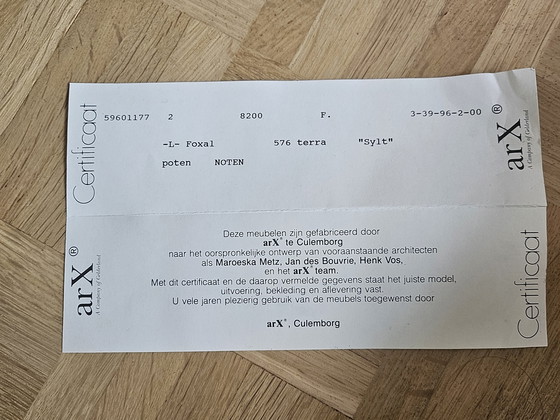 Certificaat
59601177 2 8200 F. 3-39-96-2-00
-L- Foxal 576 terra "Sylt"
poten NOTEN
arX®
A Company of Gelderland
arX®
A Company of Gelderland
Deze meubelen zijn gefabriceerd door
arX® te Culemborg
naar het oorspronkelijke ontwerp van vooraanstaande architecten
als Maroeska Metz, Jan des Bouvrie, Henk Vos,
en het arX® team.
Met dit certificaat en de daarop vermelde gegevens staat het juiste model,
uitvoering, bekleding en aflevering vast.
U vele jaren plezierig gebruik van de meubels toegewenst door
arX®, Culemborg
Certificaat